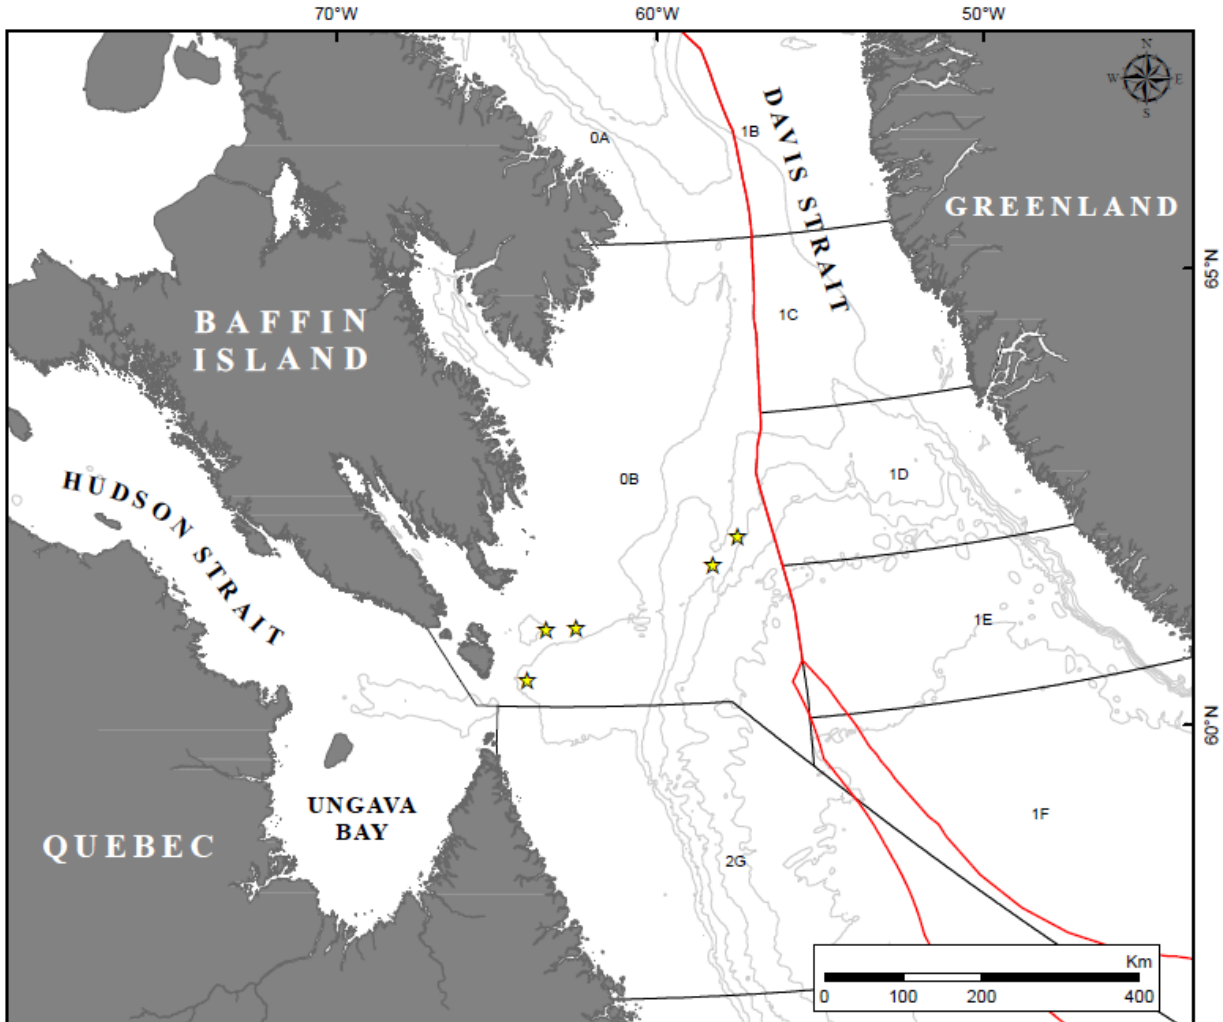 70°W 60°W 50°W
N
W E
S
DAVIS STRAIT
0A
1B
GREENLAND
65°N
BAFFIN
ISLAND
1C
HUDSON STRAIT
0B
1D
1E
60°N
UNGAVA
BAY
QUEBEC
1F
2G
Km
0 100 200 400